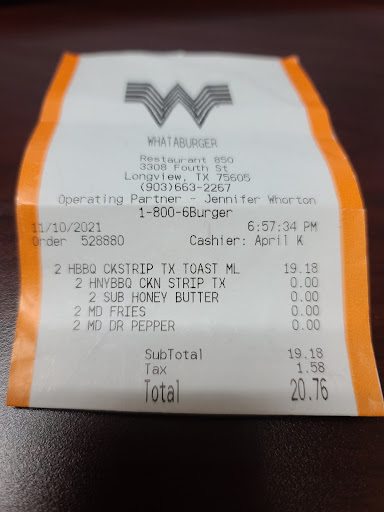 WHATABURGER
Restaurant 850
3308 Fouth St
Longview, TX 75605
(903)663-2267
Operating Partner - Jennifer Whorton
1-800-6Burger
11/10/2021 6:57:34 PM
Order 528880 Cashier: April K
2 HBBQ CKSTRIP TX TOAST ML 19.18
2 HNYBBQ CKN STRIP TX 0.00
2 SUB HONEY BUTTER 0.00
2 MD FRIES 0.00
2 MD DR PEPPER 0.00
SubTotal 19.18
Tax 1.58
Total 20.76